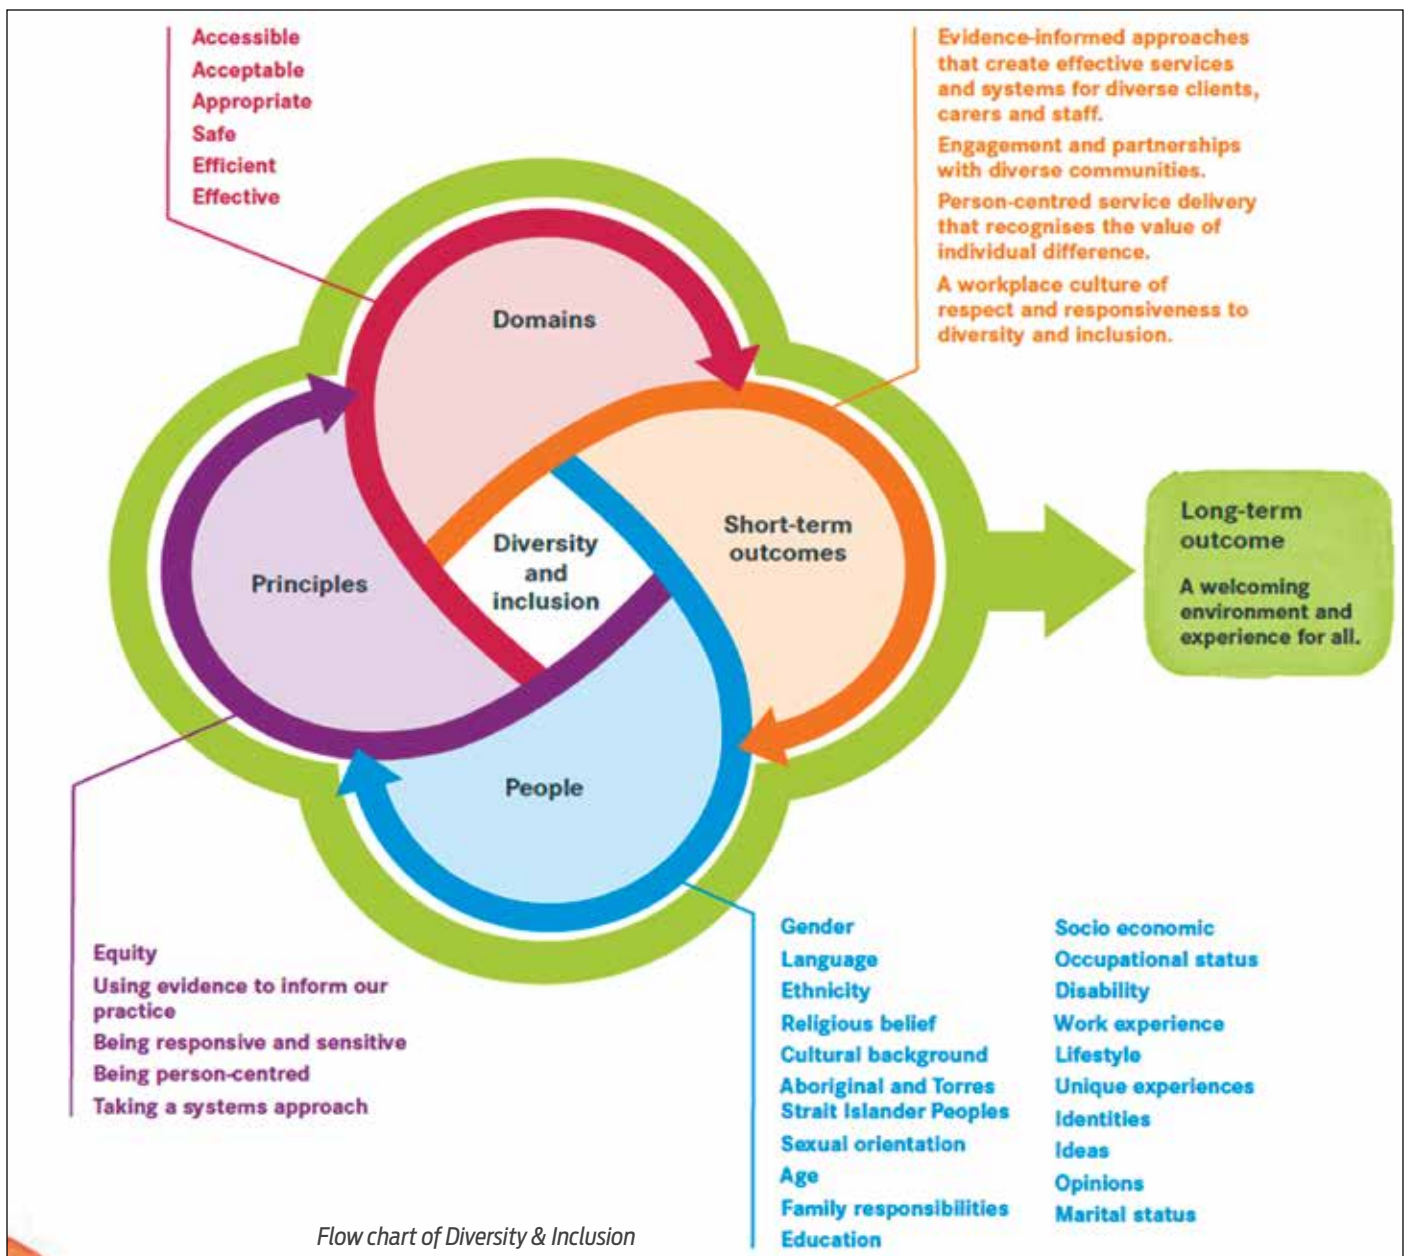 Accessible
Acceptable
Appropriate
Safe
Efficient
Effective
Evidence-informed approaches
that create effective services
and systems for diverse clients,
carers and staff.
Engagement and partnerships
with diverse communities.
Person-centred service delivery
that recognises the value of
individual difference.
A workplace culture of
respect and responsiveness to
diversity and inclusion.
Domains
Short-term
outcomes
Diversity
and
inclusion
Principles
People
Long-term
outcome
A welcoming
environment and
experience for all.
Equity
Using evidence to inform our
practice
Being responsive and sensitive
Being person-centred
Taking a systems approach
Gender
Language
Ethnicity
Religious belief
Cultural background
Aboriginal and Torres
Strait Islander Peoples
Sexual orientation
Age
Family responsibilities
Education
Socio economic
Occupational status
Disability
Work experience
Lifestyle
Unique experiences
Identities
Ideas
Opinions
Marital status
Flow chart of Diversity & Inclusion